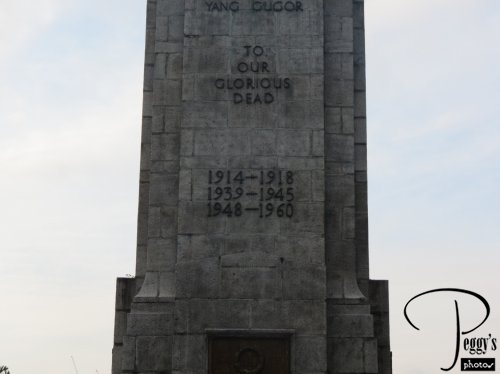 YANG GUGOR
TO
OUR
GLORIOUS
DEAD
1914–1918
1939–1945
1948–1960
Peggy's
photos